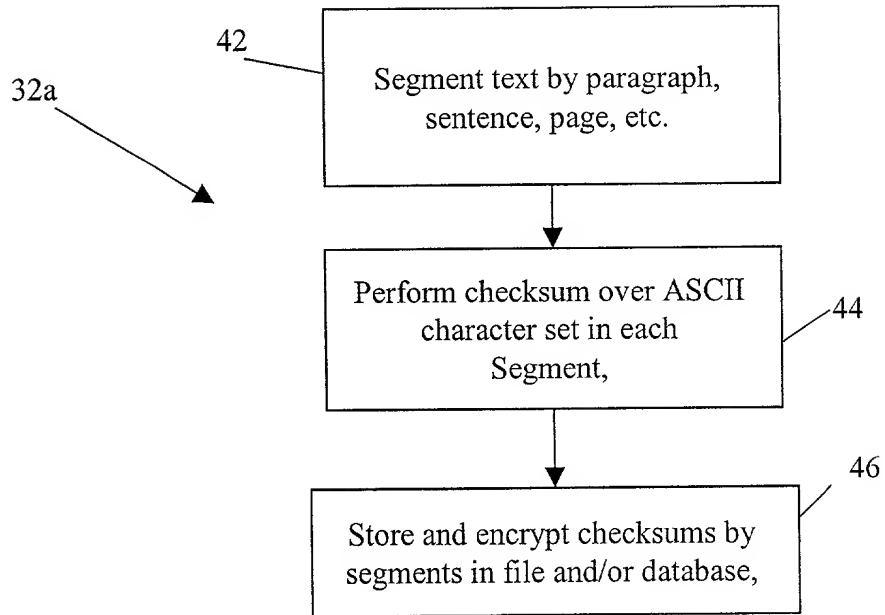 42
Segment text by paragraph,
sentence, page, etc.
32a
Perform checksum over ASCII
character set in each
Segment,
44
46
Store and encrypt checksums by
segments in file and/or database,